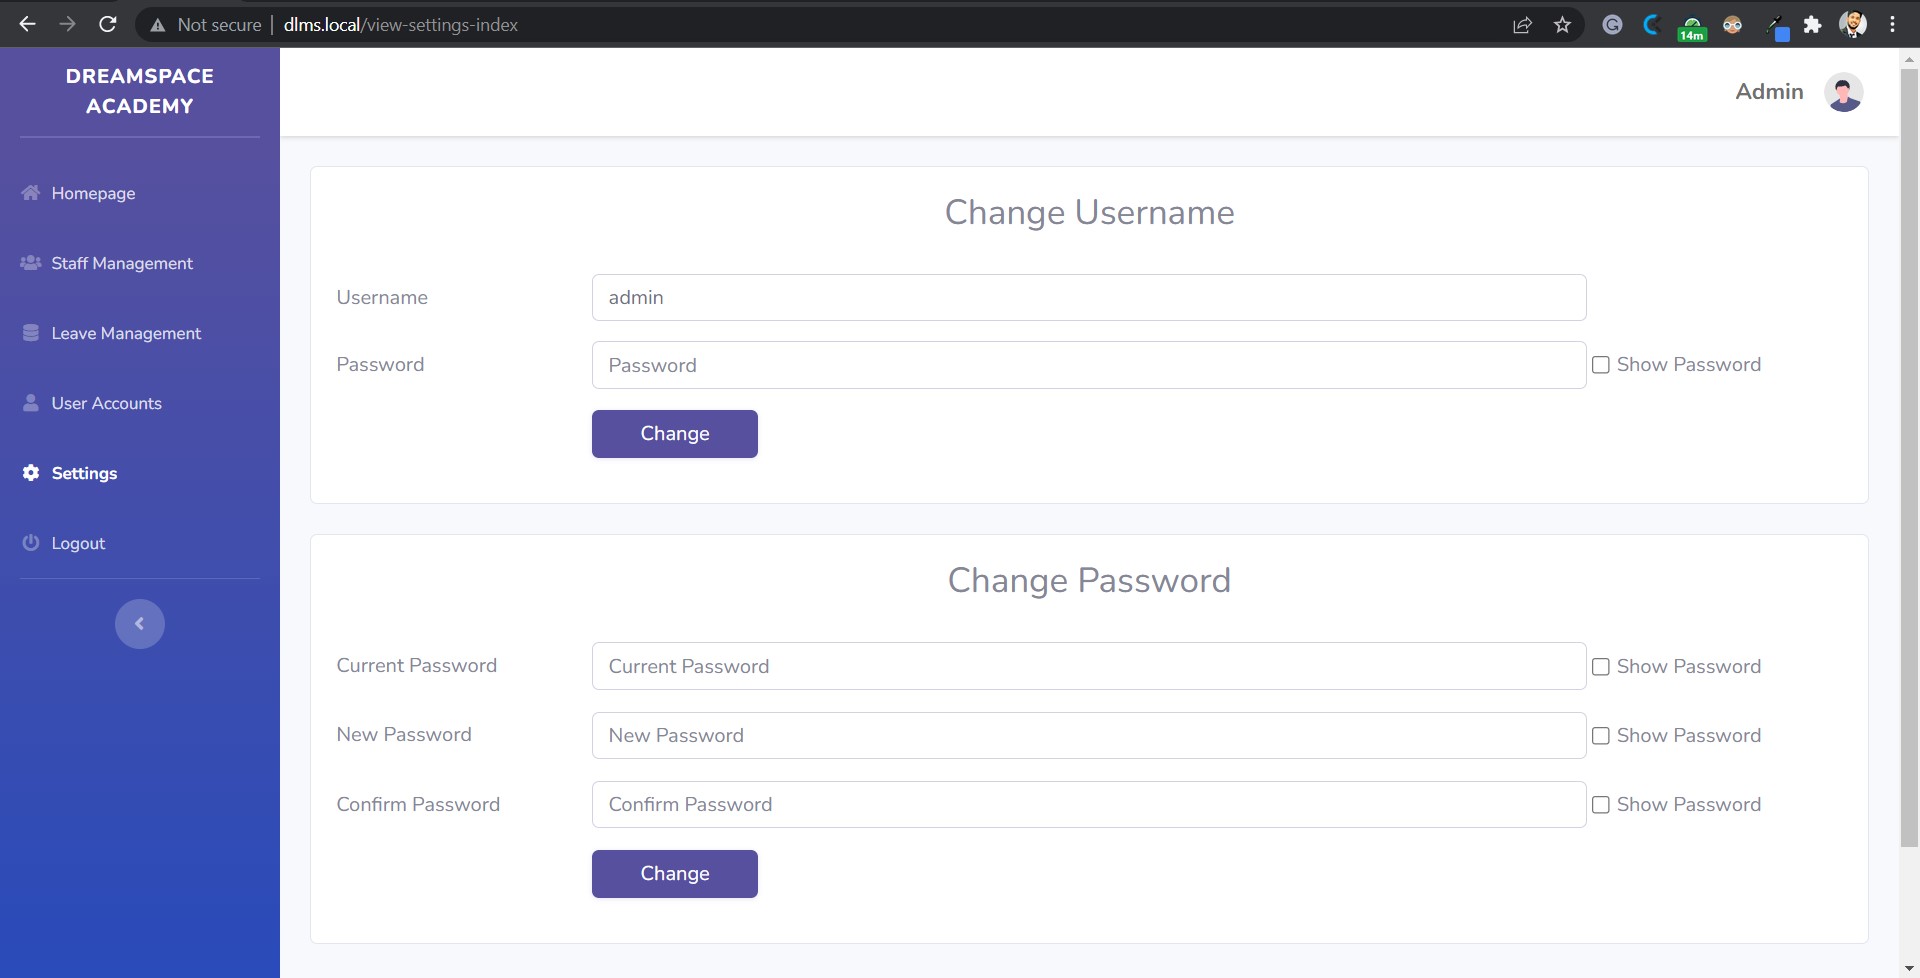 Not secure | dlms.local/view-settings-index
14m
DREAMSPACE
ACADEMY
Admin
Homepage
Staff Management
Leave Management
User Accounts
Settings
Logout
Change Username
Username
admin
Password
Password
Show Password
Change
Change Password
Current Password
Current Password
Show Password
New Password
New Password
Show Password
Confirm Password
Confirm Password
Show Password
Change